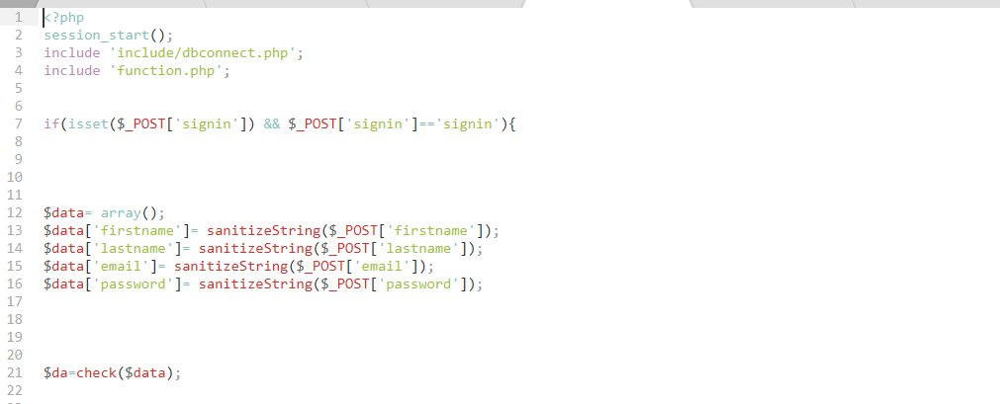 1 <?php
2 session_start();
3 include 'include/dbconnect.php';
4 include 'function.php';
5
6
7 if(isset($_POST['signin']) && $_POST['signin']=='signin'){
8
9
10
11
12 $data= array();
13 $data['firstname']= sanitizeString($_POST['firstname']);
14 $data['lastname']= sanitizeString($_POST['lastname']);
15 $data['email']= sanitizeString($_POST['email']);
16 $data['password']= sanitizeString($_POST['password']);
17
18
19
20
21 $da=check($data);
22